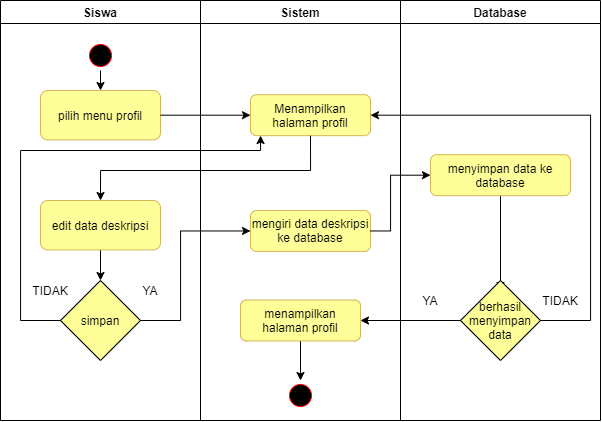 Siswa
Sistem
Database
pilih menu profil
Menampilkan
halaman profil
menyimpan data ke
database
edit data deskripsi
mengiri data deskripsi
ke database
TIDAK
YA
simpan
menampilkan
halaman profil
YA
berhasil
menyimpan
data
TIDAK